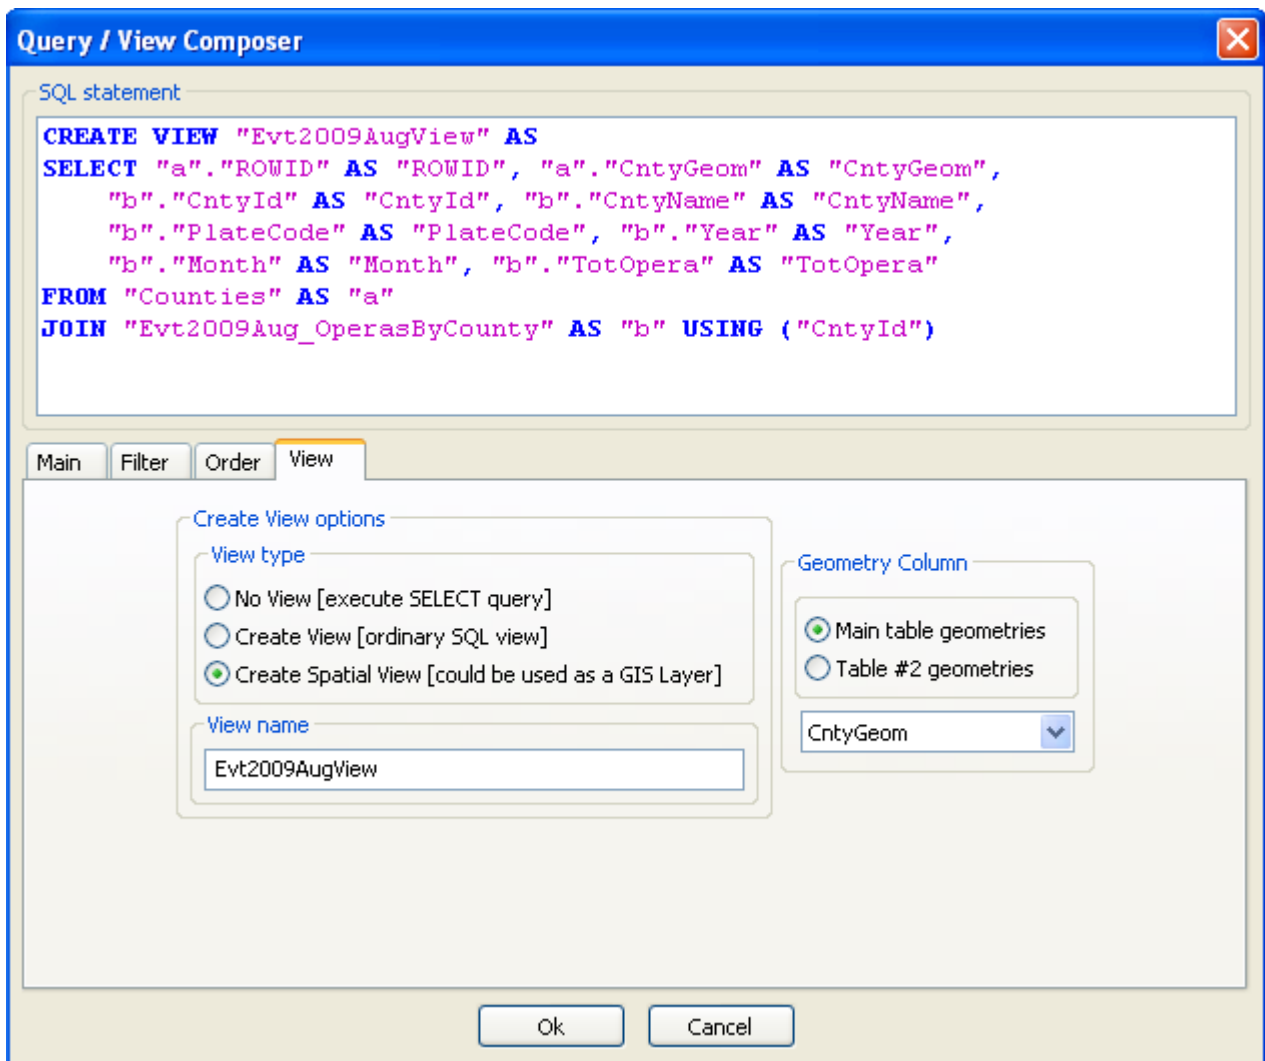 Query / View Composer
SQL statement
CREATE VIEW "Evt2009AugView" AS
SELECT "a"."ROWID" AS "ROWID", "a"."CntyGeom" AS "CntyGeom",
"b"."CntyId" AS "CntyId", "b"."CntyName" AS "CntyName",
"b"."PlateCode" AS "PlateCode", "b"."Year" AS "Year",
"b"."Month" AS "Month", "b"."TotOpera" AS "TotOpera"
FROM "Counties" AS "a"
JOIN "Evt2009Aug_OperasByCounty" AS "b" USING ("CntyId")
Main Filter Order View
Create View options
View type
No View [execute SELECT query]
Create View [ordinary SQL view]
Create Spatial View [could be used as a GIS Layer]
View name
Evt2009AugView
Geometry Column
Main table geometries
Table #2 geometries
CntyGeom
Ok Cancel